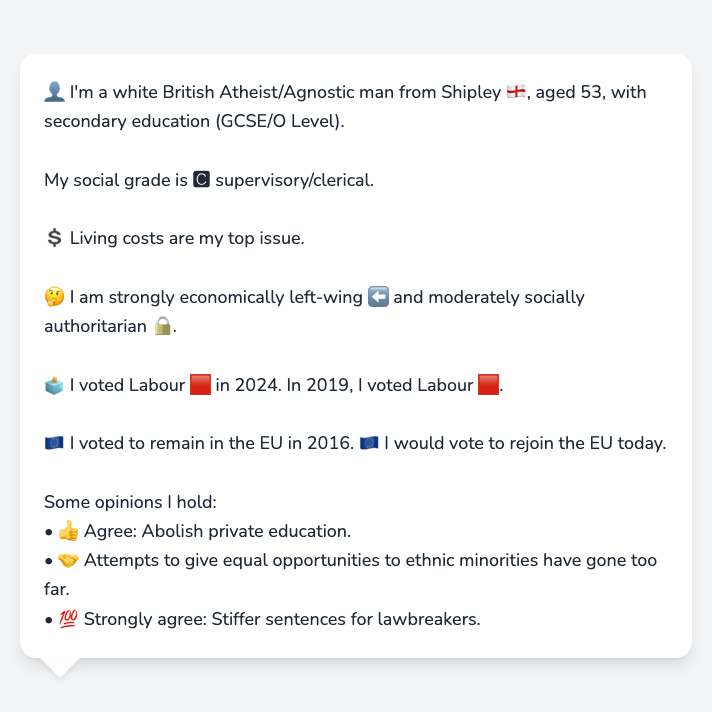 👤 I'm a white British Atheist/Agnostic man from Shipley 🏴󠁧󠁢󠁥󠁮󠁧󠁿, aged 53, with
secondary education (GCSE/O Level).
My social grade is 🅲 supervisory/clerical.
💲 Living costs are my top issue.
🤔 I am strongly economically left-wing ⬅️ and moderately socially
authoritarian 🔒.
🗳️ I voted Labour 🟥 in 2024. In 2019, I voted Labour 🟥.
🇪🇺 I voted to remain in the EU in 2016. 🇪🇺 I would vote to rejoin the EU today.
Some opinions I hold:
• 👍 Agree: Abolish private education.
• 🤝 Attempts to give equal opportunities to ethnic minorities have gone too
far.
• 💯 Strongly agree: Stiffer sentences for lawbreakers.